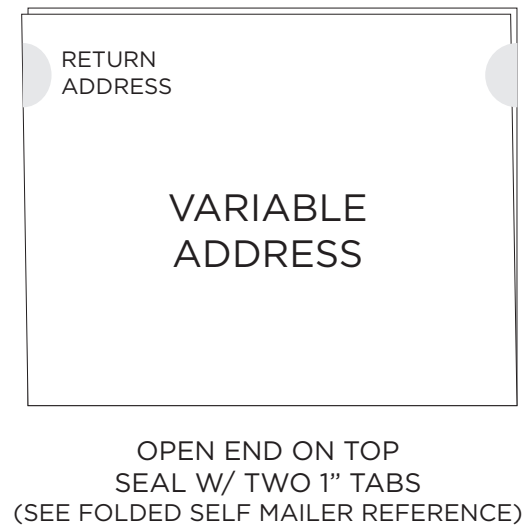 RETURN
ADDRESS
VARIABLE
ADDRESS
OPEN END ON TOP
SEAL W/ TWO 1” TABS
(SEE FOLDED SELF MAILER REFERENCE)